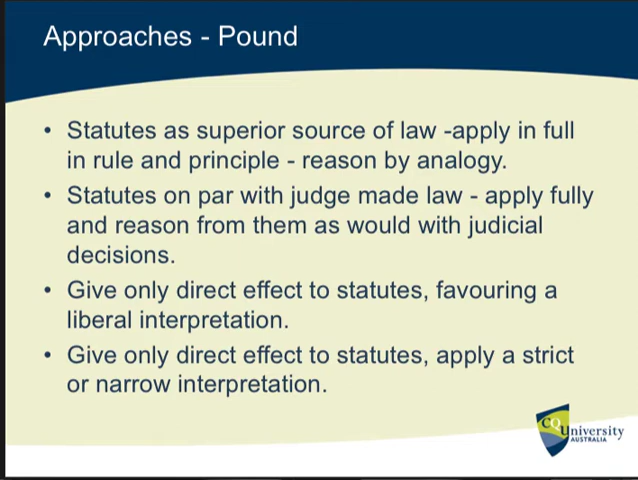 Approaches - Pound
• Statutes as superior source of law -apply in full
in rule and principle - reason by analogy.
• Statutes on par with judge made law - apply fully
and reason from them as would with judicial
decisions.
• Give only direct effect to statutes, favouring a
liberal interpretation.
• Give only direct effect to statutes, apply a strict
or narrow interpretation.
CQUniversity
AUSTRALIA